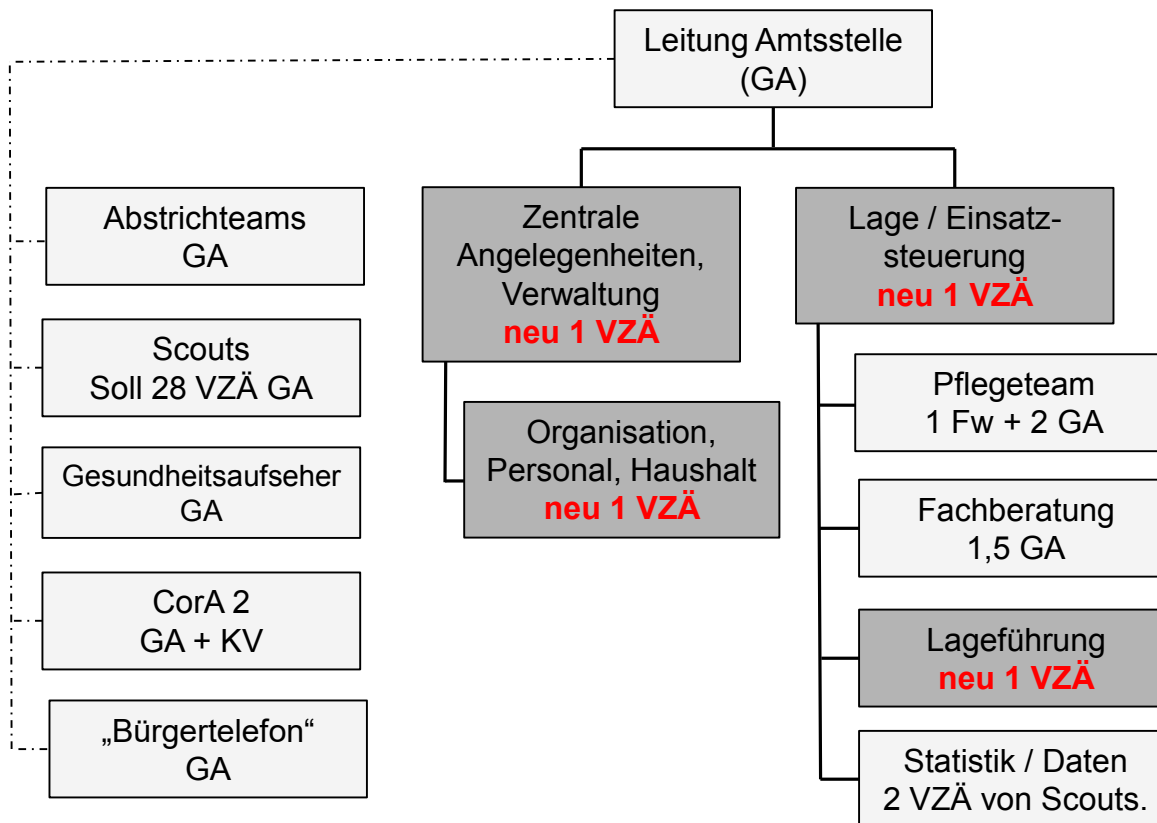 Leitung Amtsstelle
(GA)
Abstrichteams
GA
Scouts
Soll 28 VZÄ GA
Gesundheitsaufseher
GA
CorA 2
GA + KV
„Bürgertelefon“
GA
Zentrale
Angelegenheiten,
Verwaltung
neu 1 VZÄ
Organisation,
Personal, Haushalt
neu 1 VZÄ
Lage / Einsatz-
steuerung
neu 1 VZÄ
Pflegeteam
1 Fw + 2 GA
Fachberatung
1,5 GA
Lageführung
neu 1 VZÄ
Statistik / Daten
2 VZÄ von Scouts.